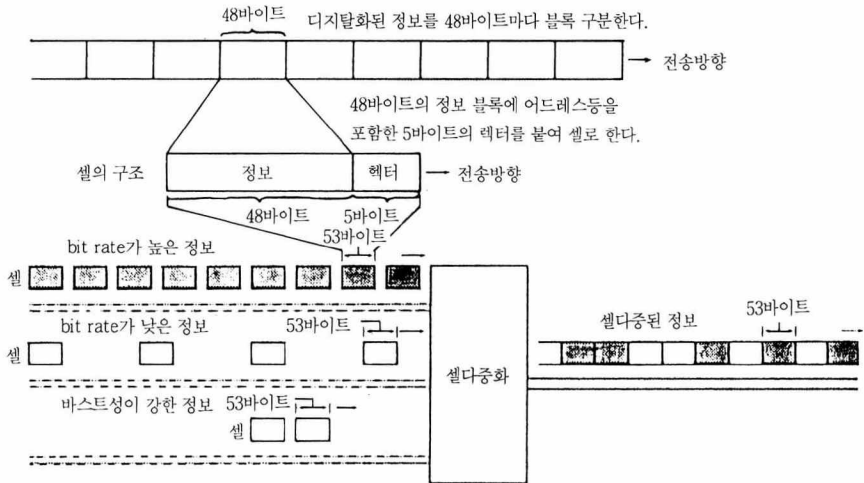 48바이트
디지탈화된 정보를 48바이트마다 블록 구분한다.
전송방향
48바이트의 정보 블록에 어드레스등을
포함한 5바이트의 렉터를 붙여 셀로 한다.
셀의 구조
정보
헥터
전송방향
48바이트
5바이트
53바이트
bit rate가 높은 정보
셀
bit rate가 낮은 정보
53바이트
셀
바스트성이 강한 정보
53바이트
셀
셀다중화
셀다중된 정보
53바이트